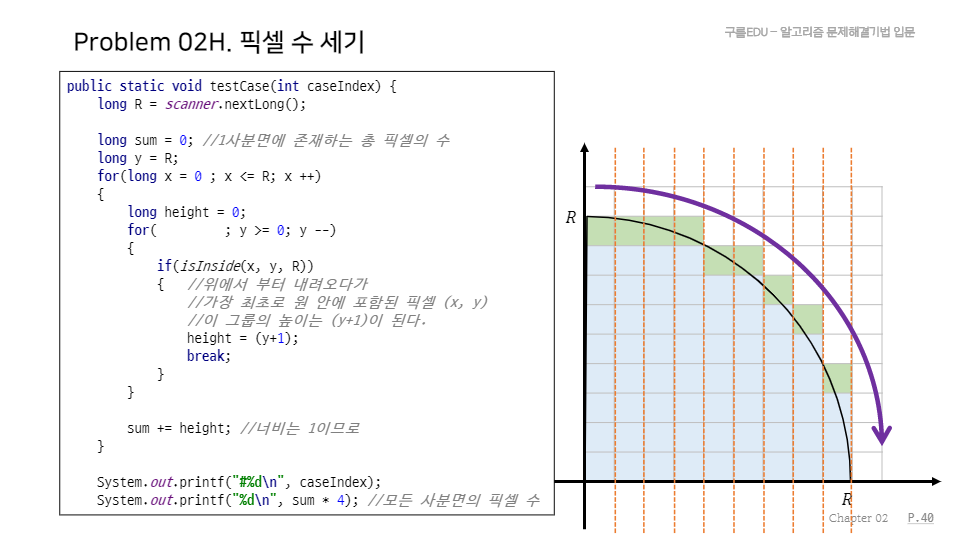 Problem 02H. 픽셀 수 세기
구름EDU – 알고리즘 문제해결기법 입문
public static void testCase(int caseIndex) {
    long R = scanner.nextLong();

    long sum = 0; //1사분면에 존재하는 총 픽셀의 수
    long y = R;
    for(long x = 0 ; x <= R; x ++)
    {
        long height = 0;
        for(         ; y >= 0; y --)
        {
            if(isInside(x, y, R))
            {   //위에서 부터 내려오다가
                //가장 최초로 원 안에 포함된 픽셀 (x, y)
                //이 그룹의 높이는 (y+1)이 된다.
                height = (y+1);
                break;
            }
        }

        sum += height; //너비는 1이므로
    }

    System.out.printf("#%d\n", caseIndex);
    System.out.printf("%d\n", sum * 4); //모든 사분면의 픽셀 수
R
R
Chapter 02
P.40